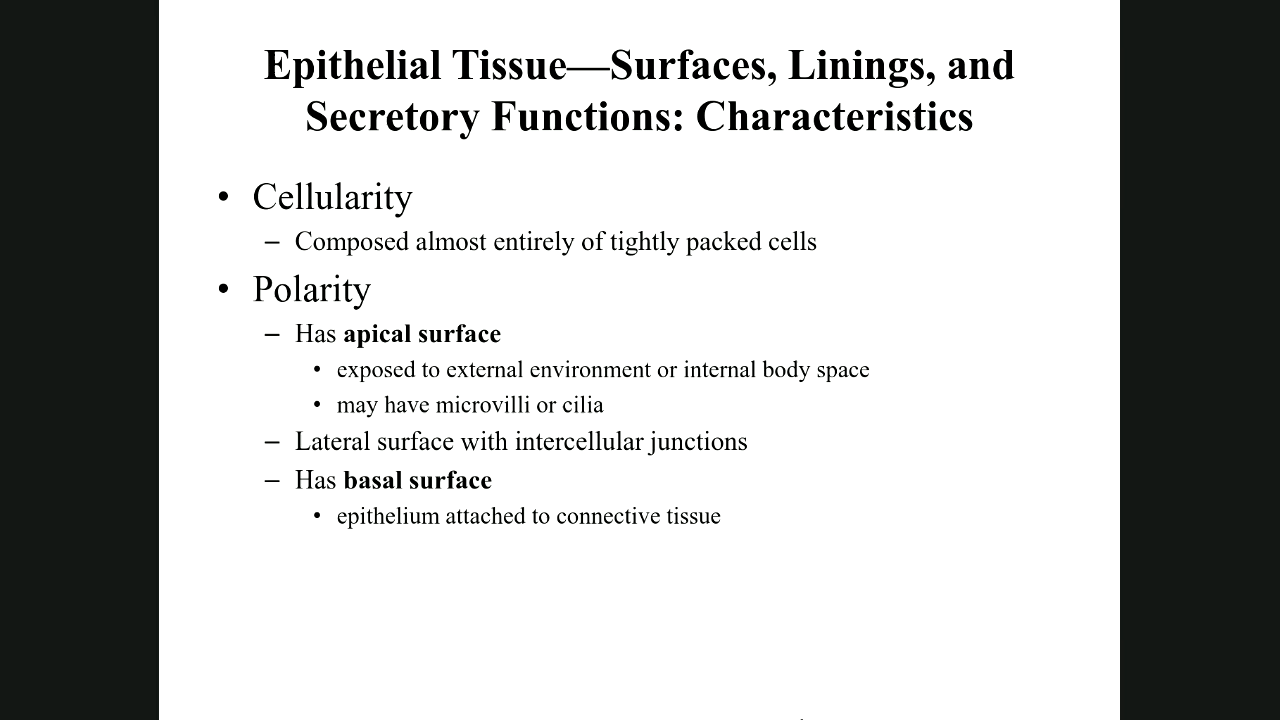 Epithelial Tissue—Surfaces, Linings, and
Secretory Functions: Characteristics
• Cellularity
– Composed almost entirely of tightly packed cells
• Polarity
– Has apical surface
• exposed to external environment or internal body space
• may have microvilli or cilia
– Lateral surface with intercellular junctions
– Has basal surface
• epithelium attached to connective tissue